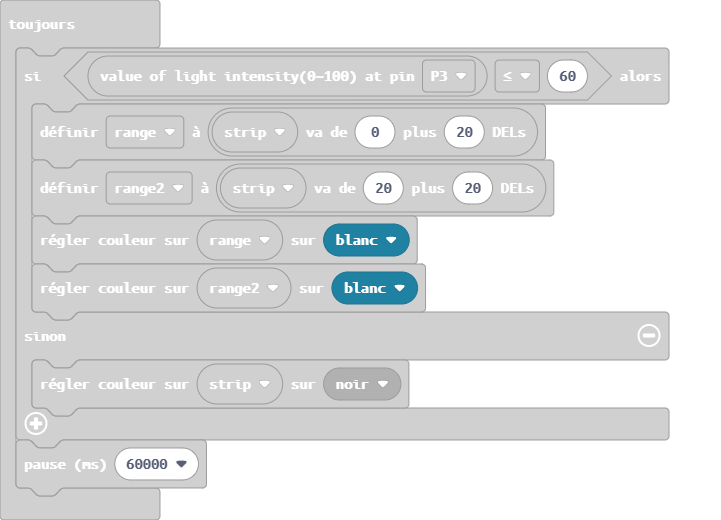 toujours
si value of light intensity(0~100) at pin P3 ≤ 60 alors
définir range à strip va de 0 plus 20 DELs
définir range2 à strip va de 20 plus 20 DELs
régler couleur sur range sur blanc
régler couleur sur range2 sur blanc
sinon
régler couleur sur strip sur noir
pause (ms) 60000